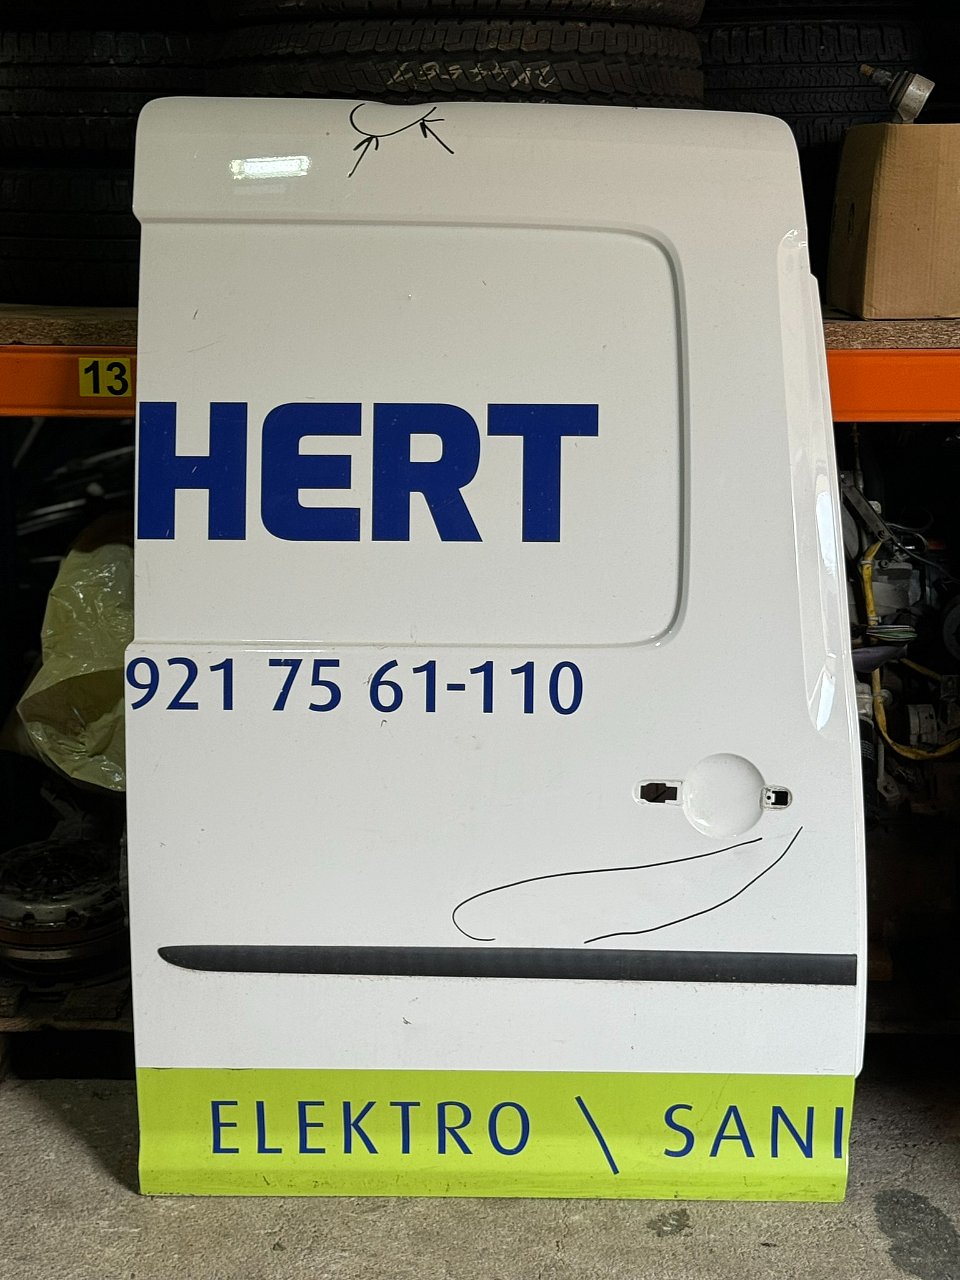 13
HERT
921 75 61-110
ELEKTRO \ SANI